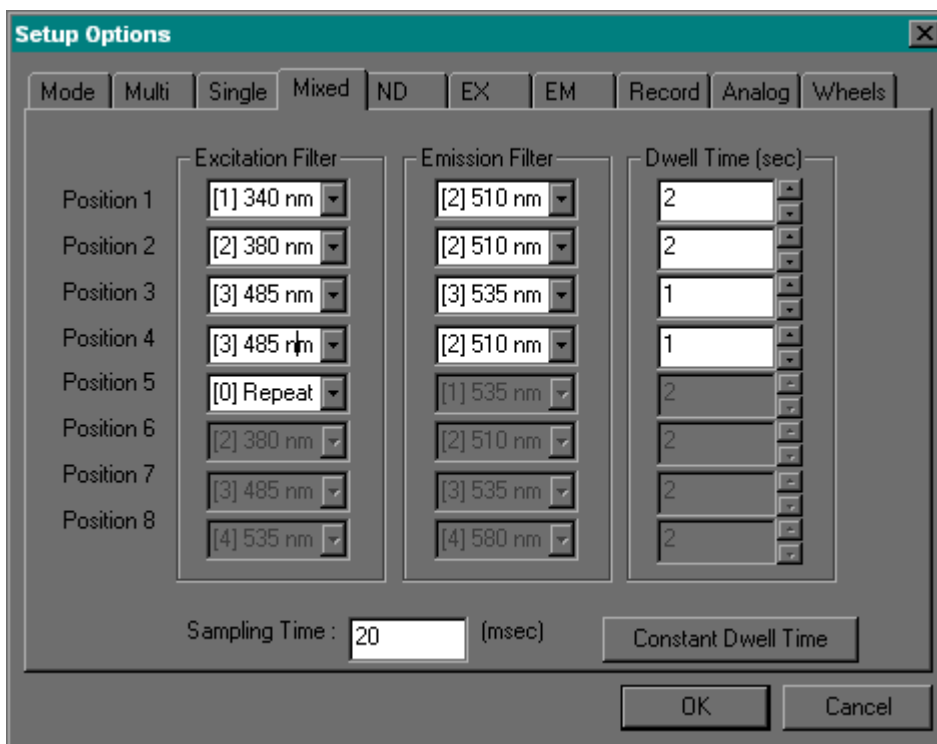 Setup Options
Mode Multi Single Mixed ND EX EM Record Analog Wheels
Excitation Filter Emission Filter Dwell Time (sec)
Position 1 [1] 340 nm [2] 510 nm 2
Position 2 [2] 380 nm [2] 510 nm 2
Position 3 [3] 485 nm [3] 535 nm 1
Position 4 [3] 485 nm [2] 510 nm 1
Position 5 [0] Repeat [1] 535 nm 2
Position 6 [2] 380 nm [2] 510 nm 2
Position 7 [3] 485 nm [3] 535 nm 2
Position 8 [4] 535 nm [4] 580 nm 2
Sampling Time : 20 (msec) Constant Dwell Time
OK Cancel